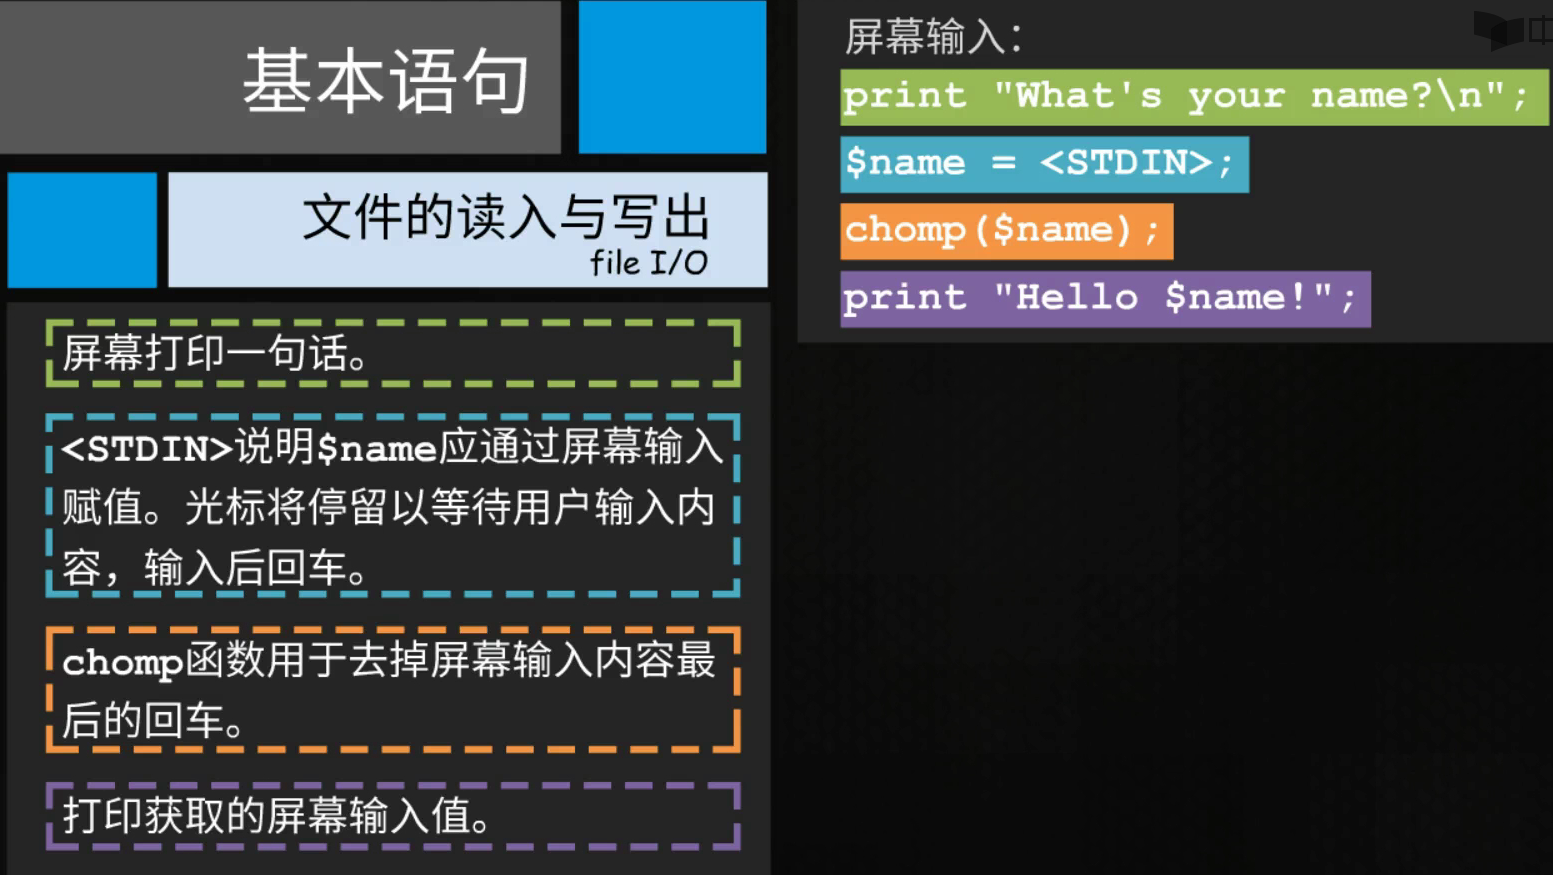 基本语句
文件的读入与写出
file I/O
屏幕打印一句话。
<STDIN>说明$name应通过屏幕输入
赋值。光标将停留以等待用户输入内
容，输入后回车。
chomp函数用于去掉屏幕输入内容最
后的回车。
打印获取的屏幕输入值。
屏幕输入：
print "What's your name?\n";
$name = <STDIN>;
chomp($name);
print "Hello $name!";